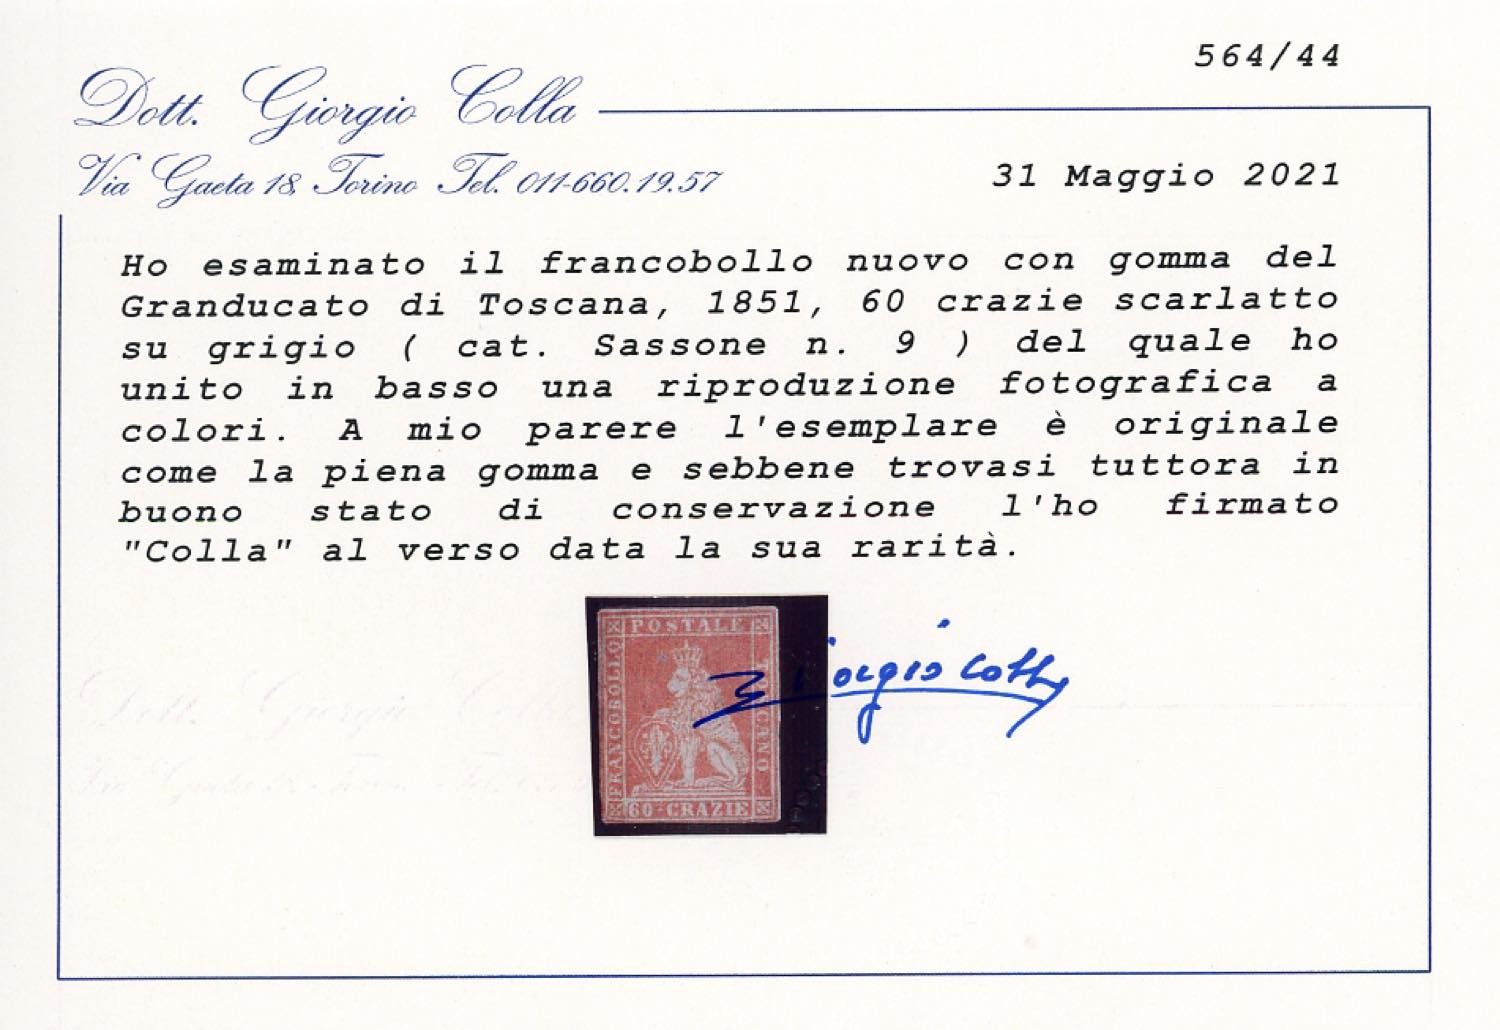 564/44
Dott. Giorgio Colla
Via Gaeta 18 Torino Tel. 011-660.19.57
31 Maggio 2021
Ho esaminato il francobollo nuovo con gomma del
Granducato di Toscana, 1851, 60 crazie scarlatto
su grigio ( cat. Sassone n. 9 ) del quale ho
unito in basso una riproduzione fotografica a
colori. A mio parere l'esemplare è originale
come la piena gomma e sebbene trovasi tuttora in
buono stato di conservazione l'ho firmato
"Colla" al verso data la sua rarità.
POSTALE
FRANCOBOLLO
TOSCANO
60 CRAZIE
Giorgio Colla